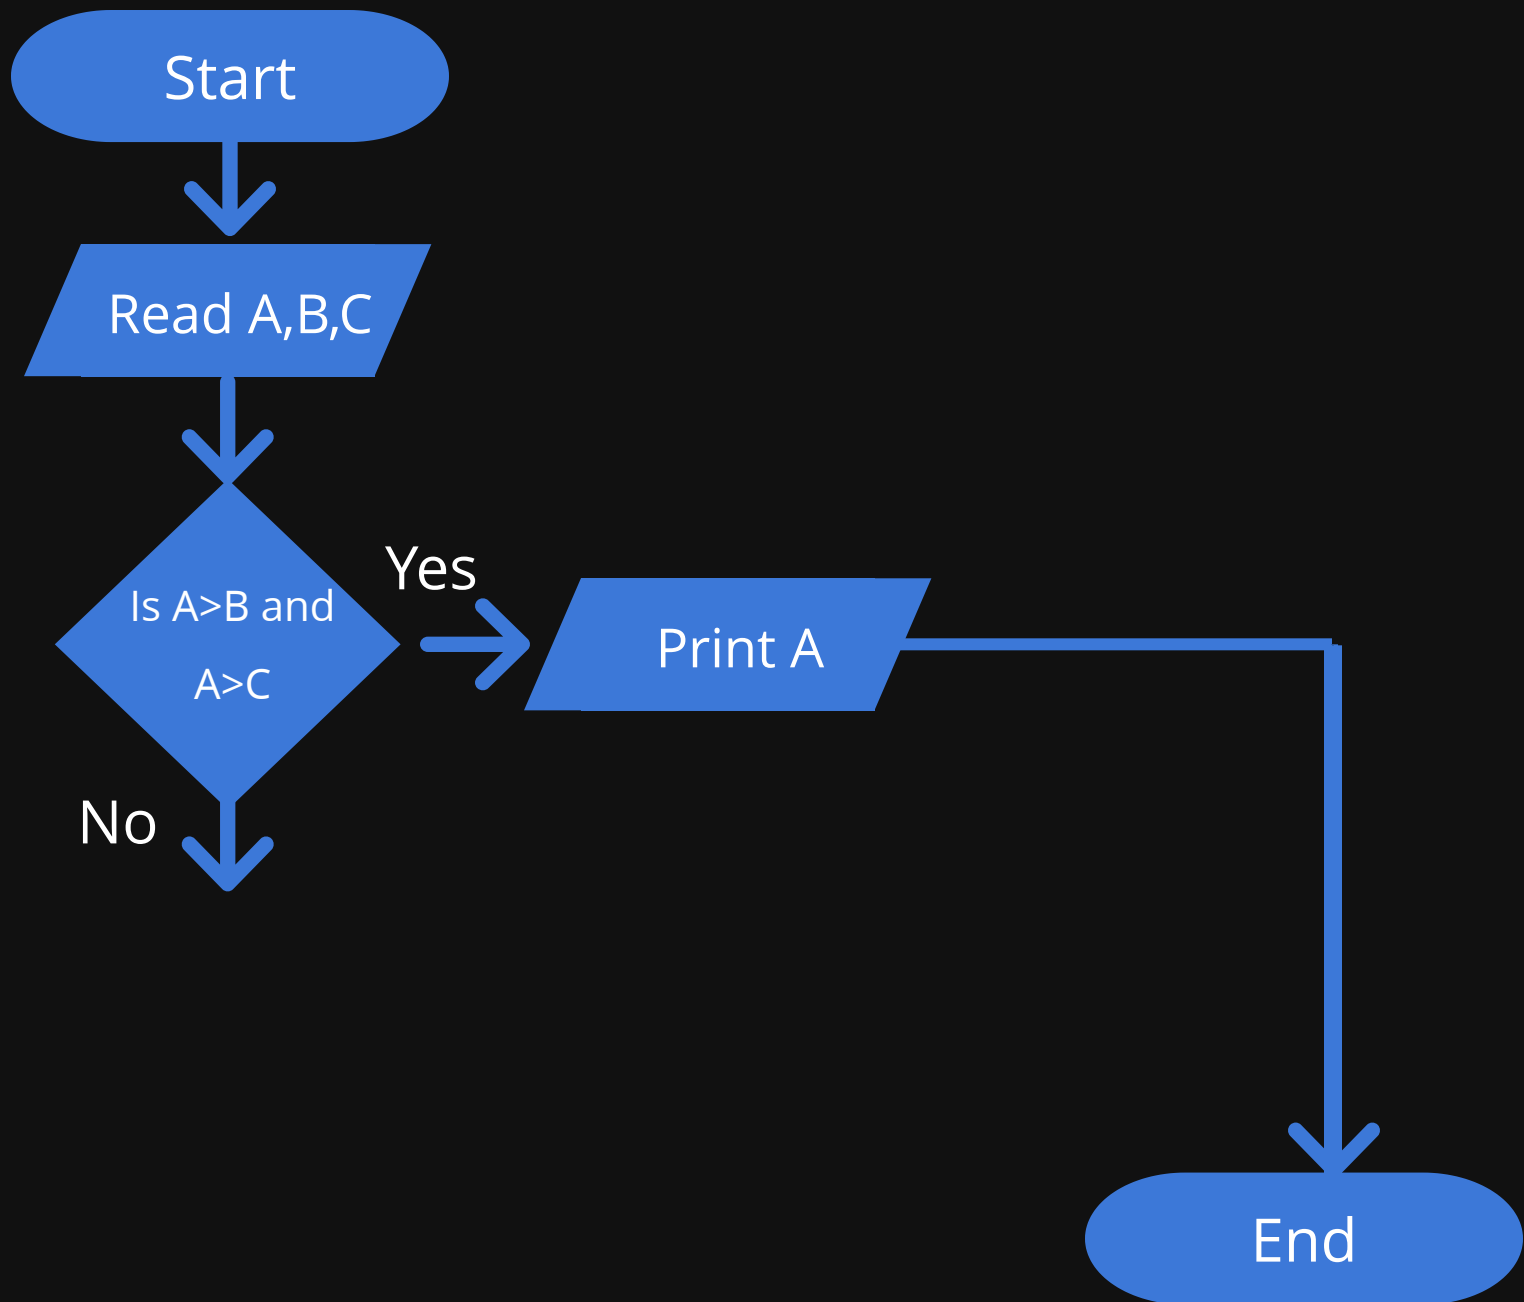 Start
Read A,B,C
Is A>B and
A>C
Yes
Print A
No
End